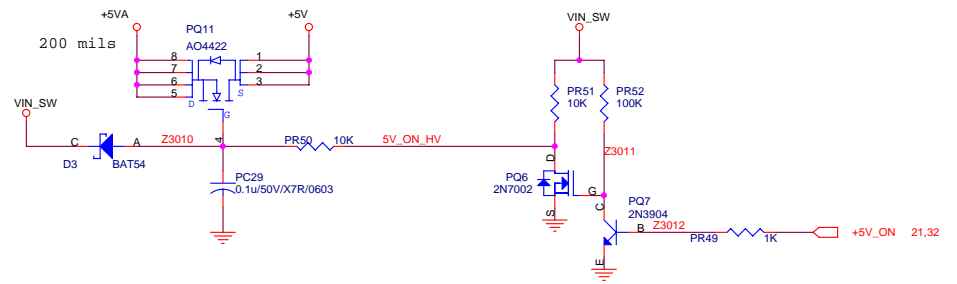 +5VA
+5V
VIN_SW
PQ11
AO4422
200 mils
8
7
6
5
1
2
3
D
S
G
4
PR51
10K
PR52
100K
VIN_SW
C
A
D3
BAT54
Z3010
PR50
10K
5V_ON_HV
Z3011
PC29
0.1u/50V/X7R/0603
D
PQ6
2N7002
G
S
PQ7
2N3904
C
B
E
Z3012
PR49
1K
+5V_ON 21,32